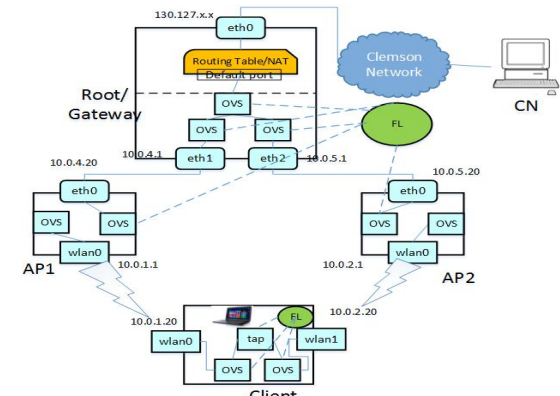 130.127.x.x
eth0
Routing Table/NAT
Default port
Clemson
Network
CN
Root/
Gateway
OVS
OVS
OVS
FL
10.0.4.20
10.0.4.1
eth1
eth2
10.0.5.1
10.0.5.20
eth0
eth0
OVS
OVS
OVS
OVS
wlan0
wlan0
AP1
10.0.1.1
10.0.2.1
AP2
10.0.1.20
10.0.2.20
FL
wlan0
tap
wlan1
OVS
OVS
Client